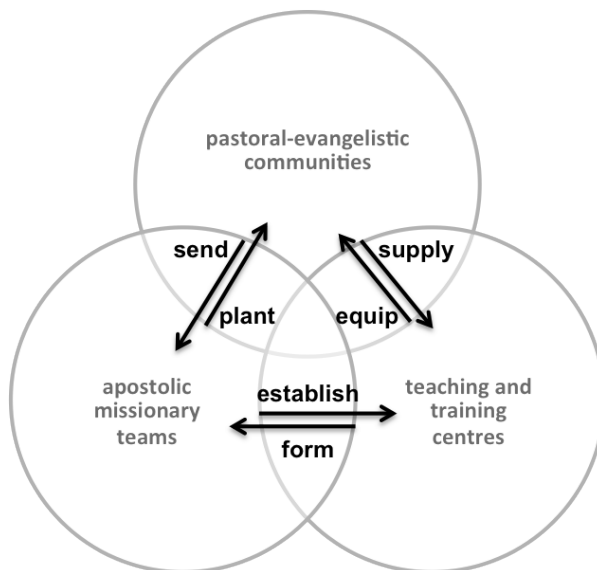 pastoral-evangelistic
communities
send
supply
plant
equip
apostolic
missionary
teams
establish
form
teaching and
training
centres